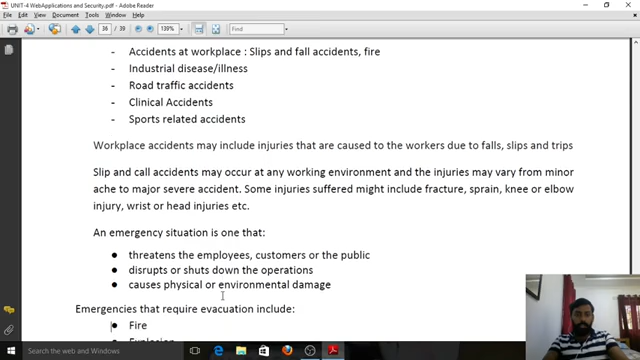 UNIT-4 WebApplications and Security.pdf - Adobe Reader
File Edit View Document Tools Window Help
36 / 39 139% Find
- Accidents at workplace : Slips and fall accidents, fire
- Industrial disease/illness
- Road traffic accidents
- Clinical Accidents
- Sports related accidents
Workplace accidents may include injuries that are caused to the workers due to falls, slips and trips
Slip and call accidents may occur at any working environment and the injuries may vary from minor
ache to major severe accident. Some injuries suffered might include fracture, sprain, knee or elbow
injury, wrist or head injuries etc.
An emergency situation is one that:
● threatens the employees, customers or the public
● disrupts or shuts down the operations
● causes physical or environmental damage
Emergencies that require evacuation include:
● Fire
● Explosion
Search the web and Windows